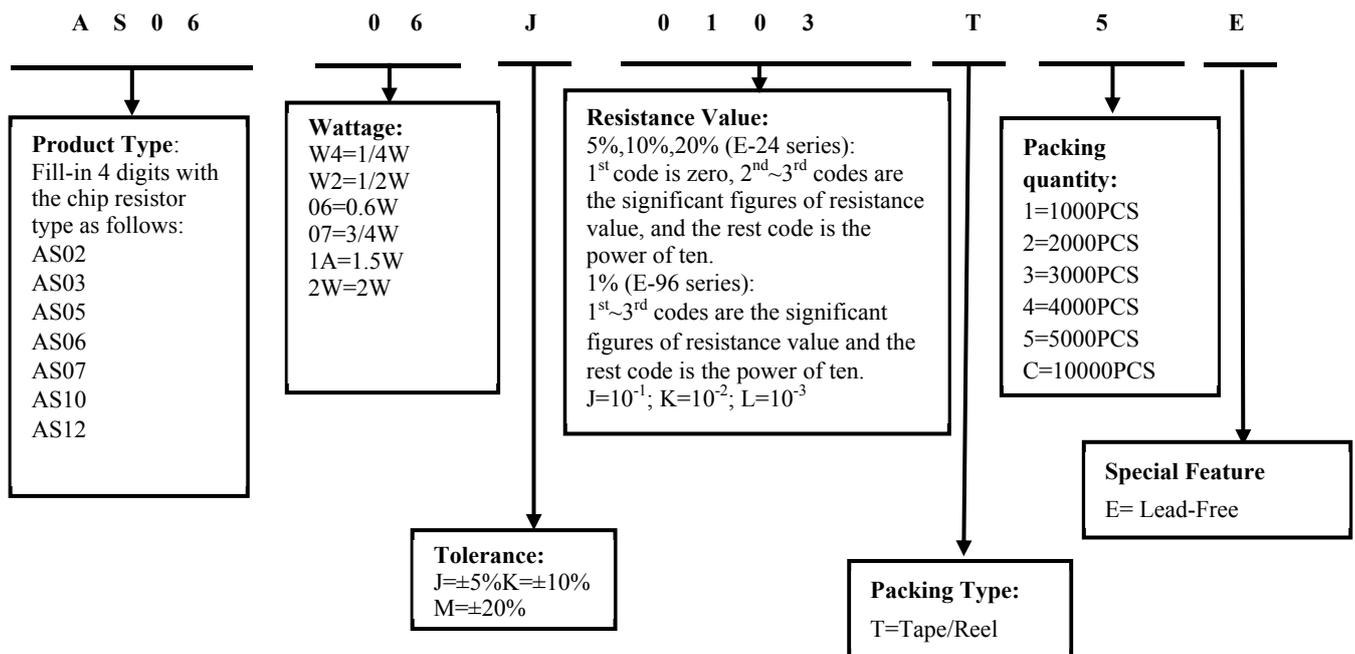 A S 0 6 0 6 J 0 1 0 3 T 5 E
Product Type:
Fill-in 4 digits with
the chip resistor
type as follows:
AS02
AS03
AS05
AS06
AS07
AS10
AS12
Wattage:
W4=1/4W
W2=1/2W
06=0.6W
07=3/4W
1A=1.5W
2W=2W
Tolerance:
J=±5%K=±10%
M=±20%
Resistance Value:
5%,10%,20% (E-24 series):
1st code is zero, 2nd~3rd codes are
the significant figures of resistance
value, and the rest code is the
power of ten.
1% (E-96 series):
1st~3rd codes are the significant
figures of resistance value and the
rest code is the power of ten.
J=10-1; K=10-2; L=10-3
Packing Type:
T=Tape/Reel
Packing
quantity:
1=1000PCS
2=2000PCS
3=3000PCS
4=4000PCS
5=5000PCS
C=10000PCS
Special Feature
E= Lead-Free